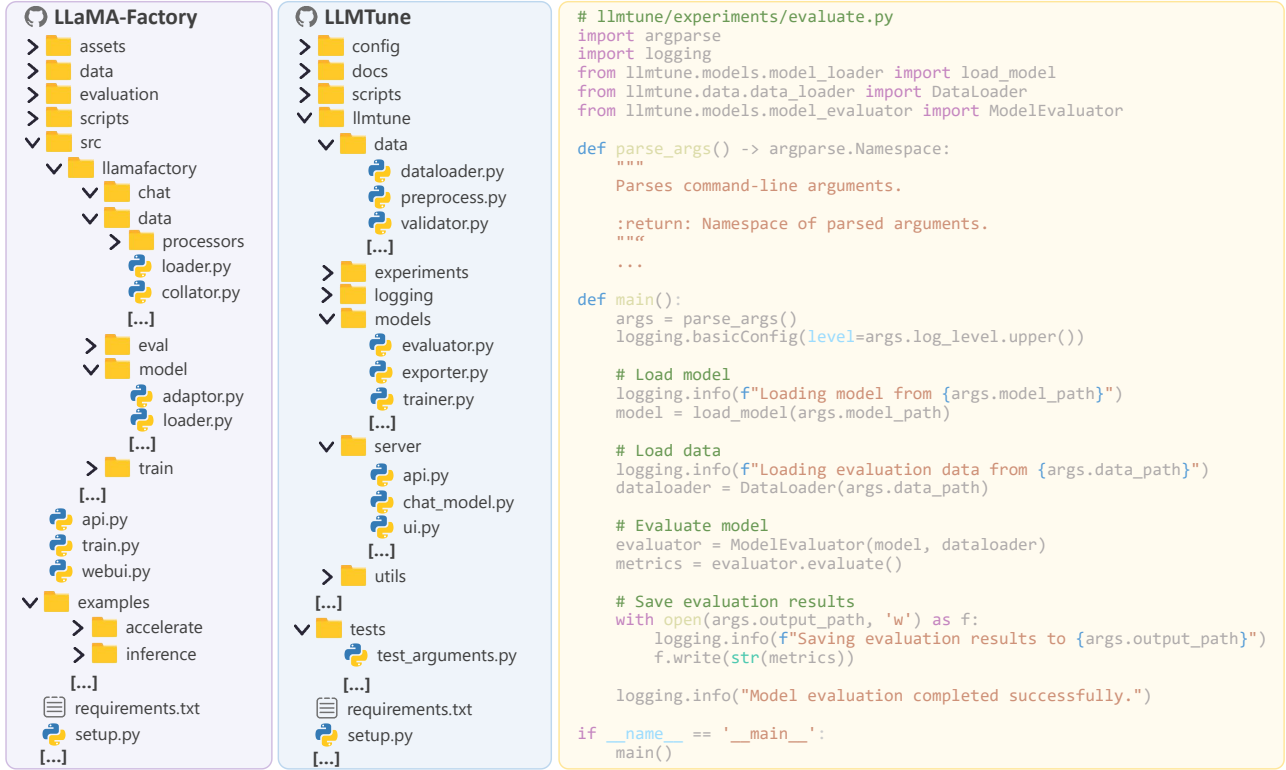 LLaMA-Factory
assets
data
evaluation
scripts
src
llamafactory
chat
data
processors
loader.py
collator.py
[...]
eval
model
adaptor.py
loader.py
[...]
train
[...]
api.py
train.py
webui.py
examples
accelerate
inference
[...]
requirements.txt
setup.py
[...]
LLMTune
config
docs
scripts
llmtune
data
dataloader.py
preprocess.py
validator.py
[...]
experiments
logging
models
evaluator.py
exporter.py
trainer.py
[...]
server
api.py
chat_model.py
ui.py
[...]
utils
[...]
tests
test_arguments.py
[...]
requirements.txt
setup.py
[...]
# llmtune/experiments/evaluate.py
import argparse
import logging
from llmtune.models.model_loader import load_model
from llmtune.data.data_loader import DataLoader
from llmtune.models.model_evaluator import ModelEvaluator
def parse_args() -> argparse.Namespace:
"""
Parses command-line arguments.
:return: Namespace of parsed arguments.
""“
...
def main():
args = parse_args()
logging.basicConfig(level=args.log_level.upper())
# Load model
logging.info(f"Loading model from {args.model_path}")
model = load_model(args.model_path)
# Load data
logging.info(f"Loading evaluation data from {args.data_path}")
dataloader = DataLoader(args.data_path)
# Evaluate model
evaluator = ModelEvaluator(model, dataloader)
metrics = evaluator.evaluate()
# Save evaluation results
with open(args.output_path, 'w') as f:
logging.info(f"Saving evaluation results to {args.output_path}")
f.write(str(metrics))
logging.info("Model evaluation completed successfully.")
if __name__ == '__main__':
main()